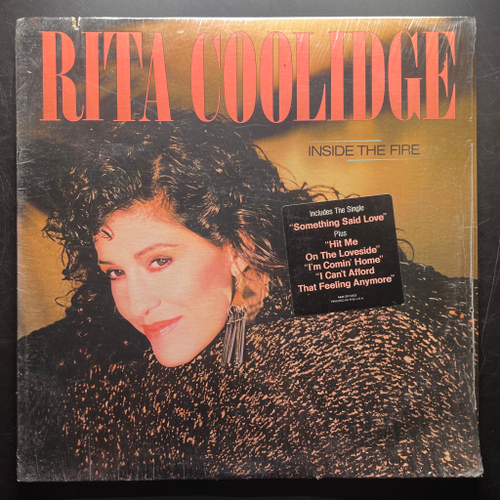 RITA COOLIDGE
INSIDE THE FIRE
Includes The Single
"Something Said Love"
Plus
"Hit Me
On The Loveside"
"I'm Comin' Home"
"I Can't Afford
That Feeling Anymore"